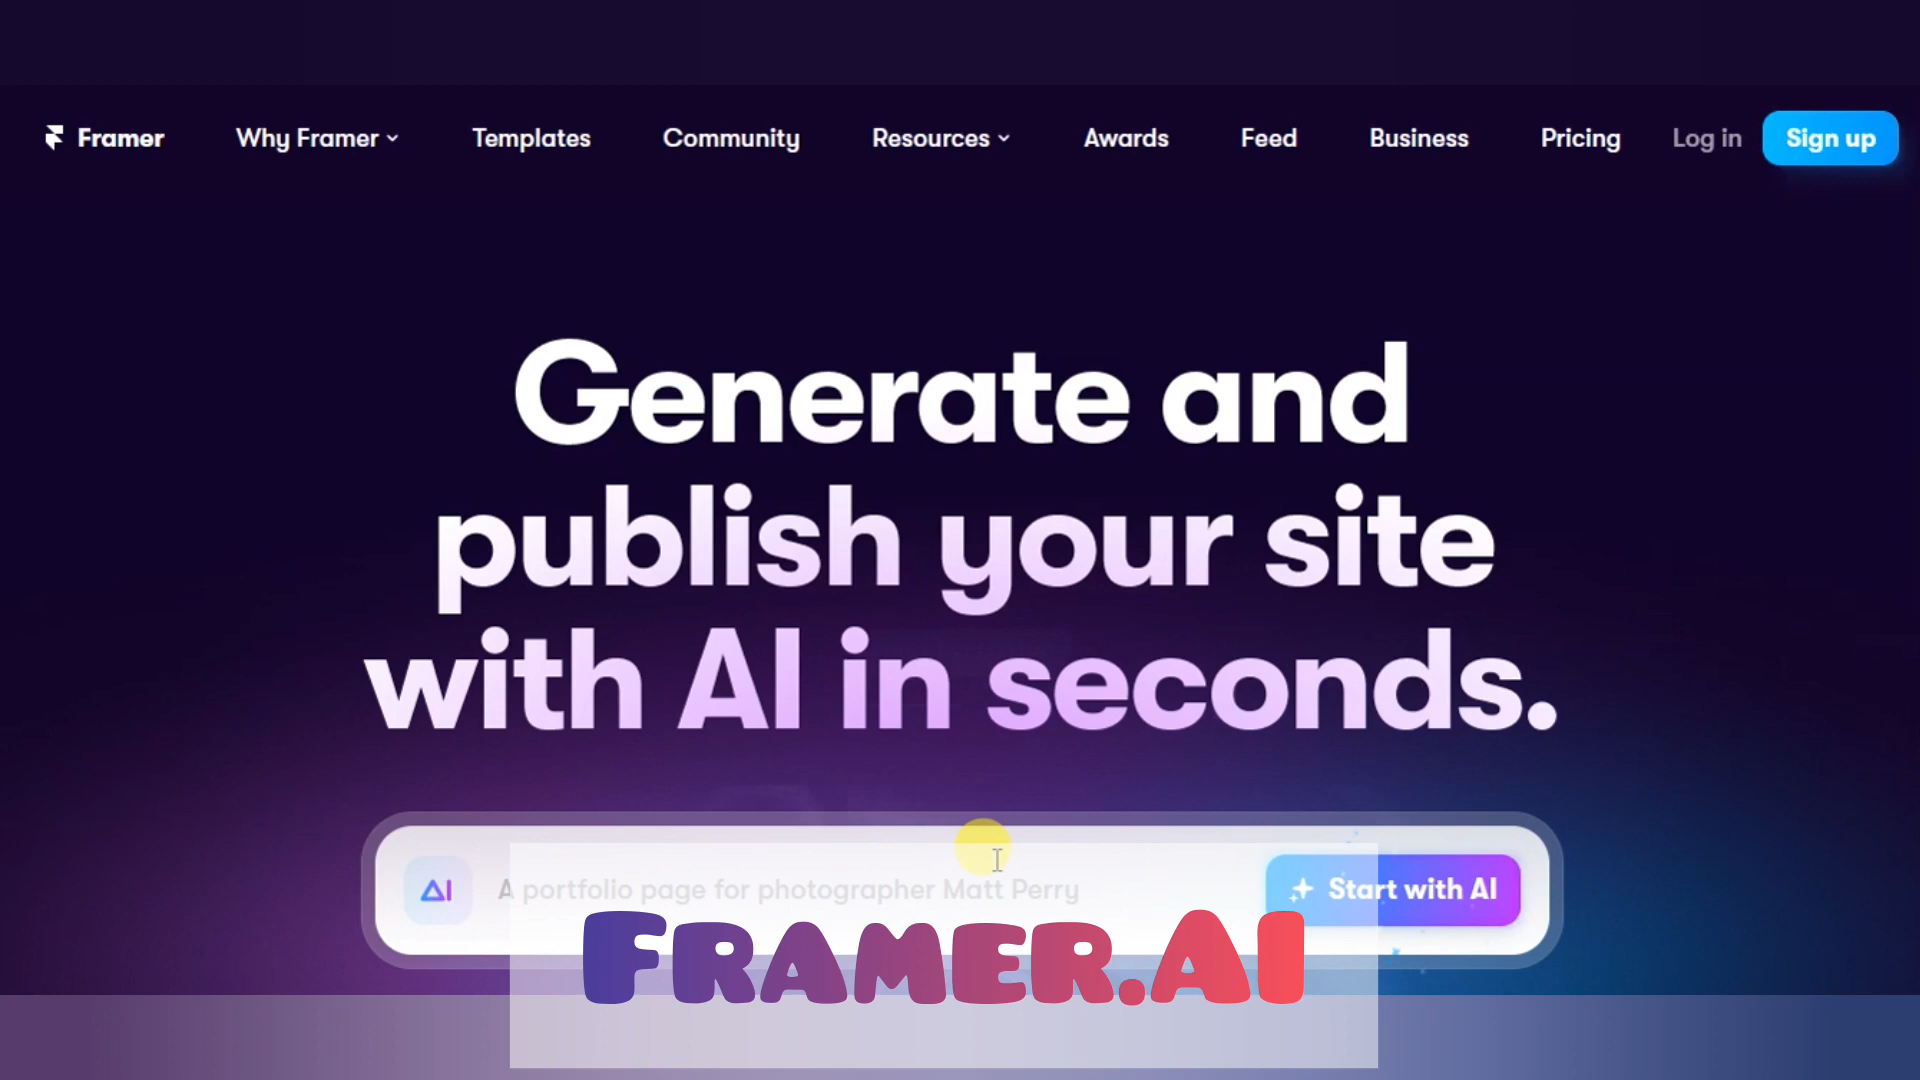 Framer Why Framer Templates Community Resources Awards Feed Business Pricing Log in Sign up
Generate and
publish your site
with AI in seconds.
AI A portfolio page for photographer Matt Perry Start with AI
FRAMER.AI